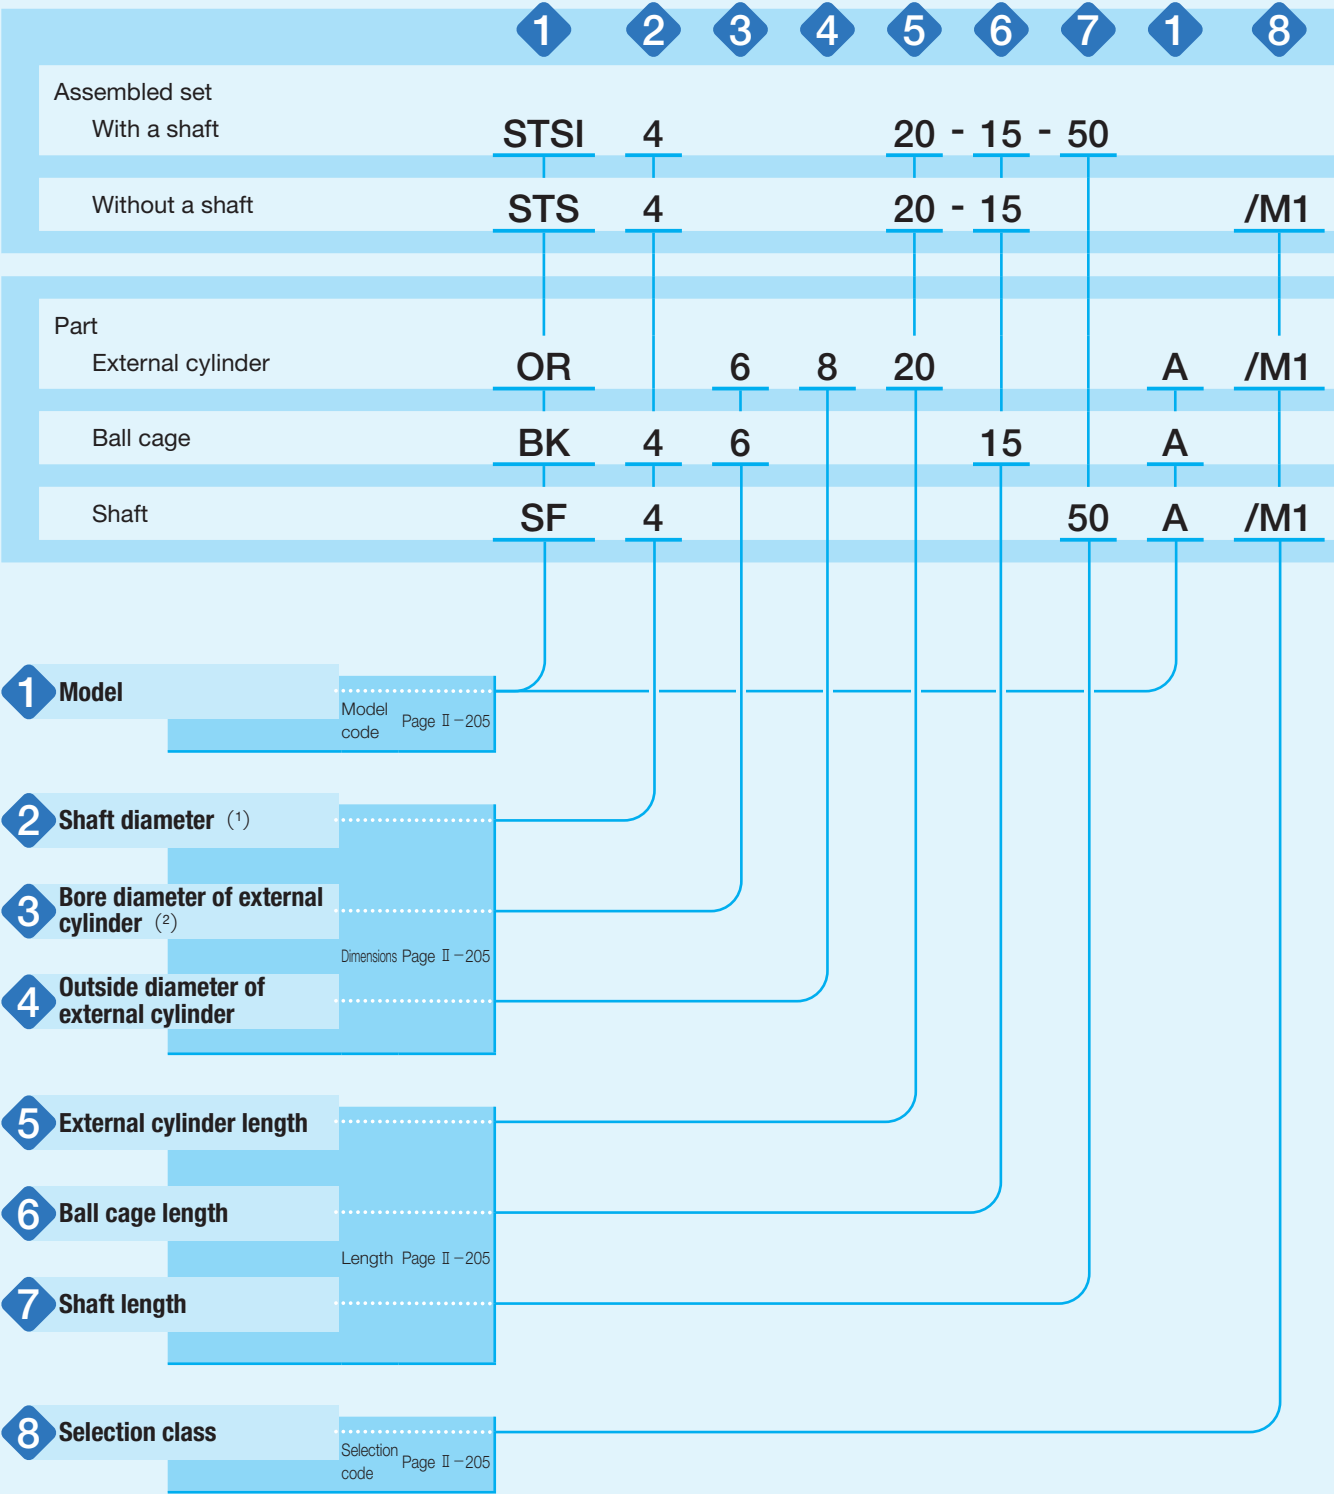 1 2 3 4 5 6 7 1 8
Assembled set
With a shaft STSI 4 20 - 15 - 50
Without a shaft STS 4 20 - 15 /M1
Part
External cylinder OR 6 8 20 A /M1
Ball cage BK 4 6 15 A
Shaft SF 4 50 A /M1
1 Model
Model
code Page Ⅱ-205
2 Shaft diameter (1)
3 Bore diameter of external
cylinder (2)
Dimensions Page Ⅱ-205
4 Outside diameter of
external cylinder
5 External cylinder length
6 Ball cage length
Length Page Ⅱ-205
7 Shaft length
8 Selection class
Selection
code Page Ⅱ-205